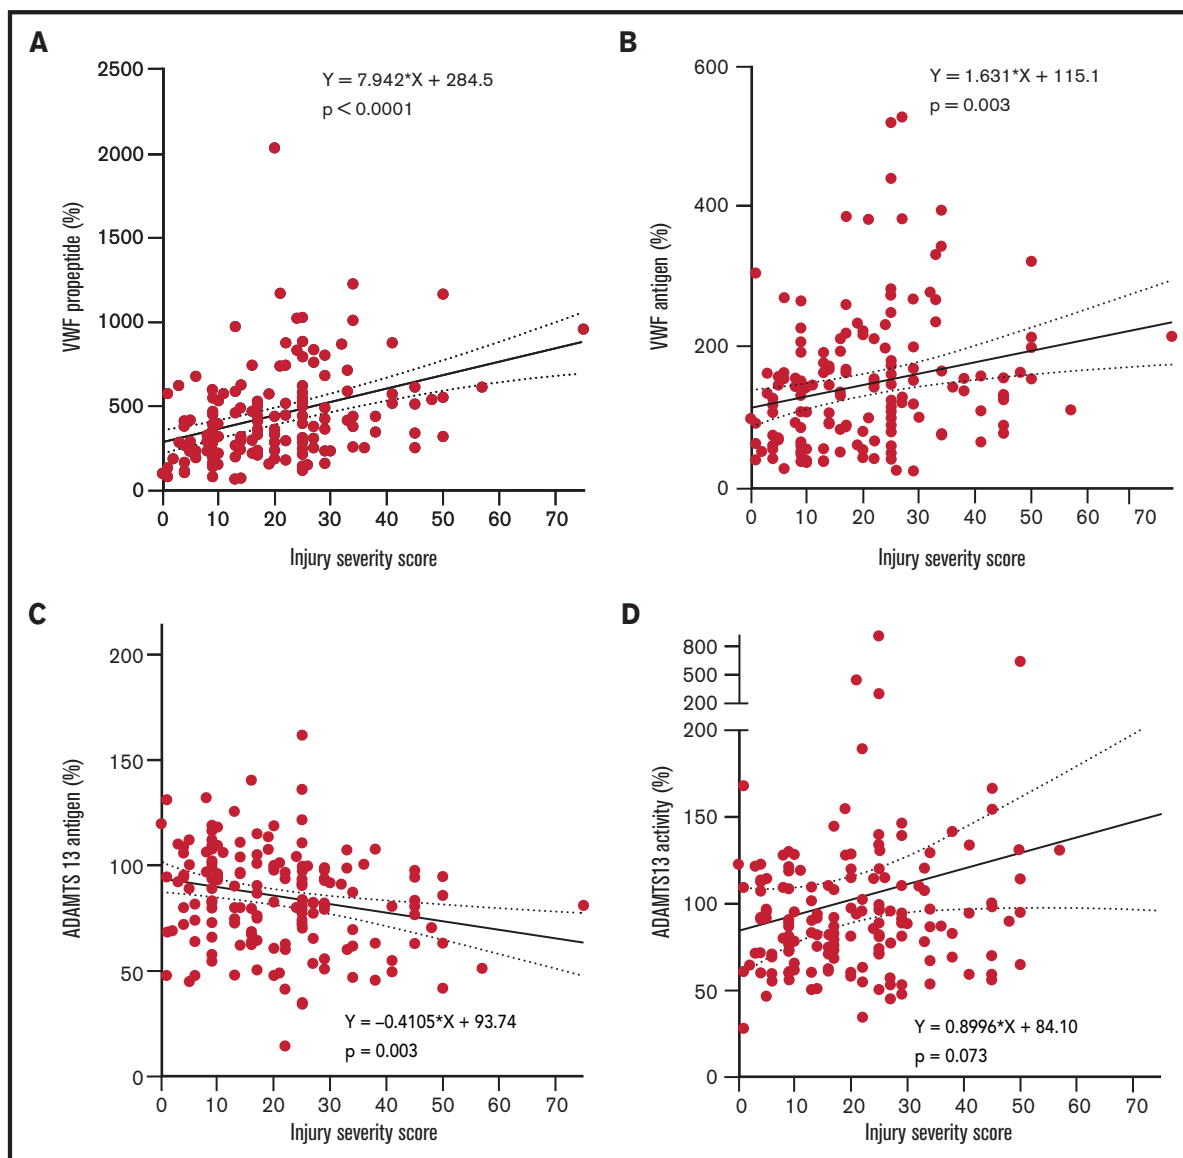 A
Y = 7.942*X + 284.5
p < 0.0001
2500
2000
1500
1000
500
0
VWF propeptide (%)
0 10 20 30 40 50 60 70
Injury severity score
B
Y = 1.631*X + 115.1
p = 0.003
600
400
200
0
VWF antigen (%)
0 10 20 30 40 50 60 70
Injury severity score
C
200
150
100
50
0
ADAMTS 13 antigen (%)
Y = –0.4105*X + 93.74
p = 0.003
0 10 20 30 40 50 60 70
Injury severity score
D
800
500
200
200
150
100
50
0
ADAMTS13 activity (%)
Y = 0.8996*X + 84.10
p = 0.073
0 10 20 30 40 50 60 70
Injury severity score